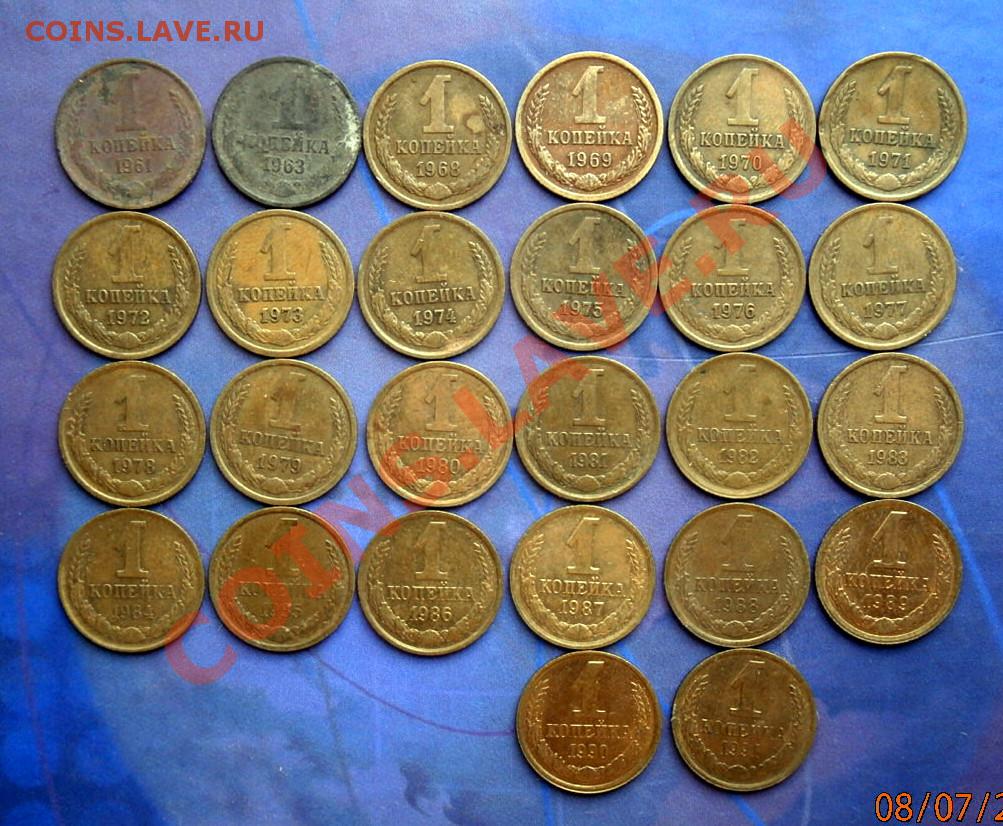 COINS.LAVE.RU
1 КОПЕЙКА 1961
1 КОПЕЙКА 1963
1 КОПЕЙКА 1968
1 КОПЕЙКА 1969
1 КОПЕЙКА 1970
1 КОПЕЙКА 1971
1 КОПЕЙКА 1972
1 КОПЕЙКА 1973
1 КОПЕЙКА 1974
1 КОПЕЙКА 1975
1 КОПЕЙКА 1976
1 КОПЕЙКА 1977
1 КОПЕЙКА 1978
1 КОПЕЙКА 1979
1 КОПЕЙКА 1980
1 КОПЕЙКА 1981
1 КОПЕЙКА 1982
1 КОПЕЙКА 1983
1 КОПЕЙКА 1984
1 КОПЕЙКА 1985
1 КОПЕЙКА 1986
1 КОПЕЙКА 1987
1 КОПЕЙКА 1988
1 КОПЕЙКА 1989
1 КОПЕЙКА 1990
1 КОПЕЙКА 1991
COINS.LAVE.RU
08/07/2